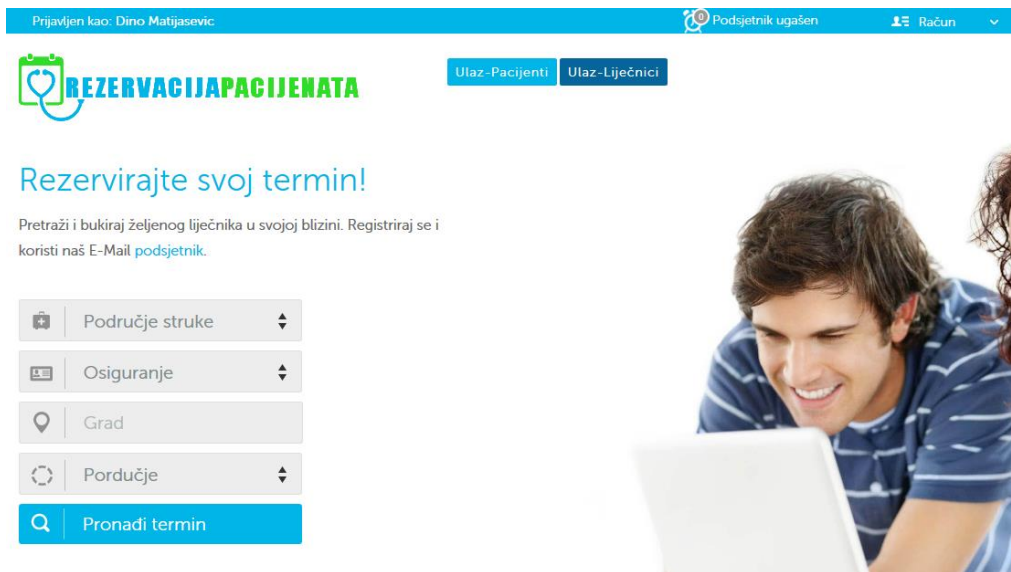 Prijavljen kao: Dino Matijasevic
0
Podsjetnik ugašen
Račun
REZERVACIJAPACIJENATA
Ulaz-Pacijenti
Ulaz-Liječnici
Rezervirajte svoj termin!
Pretraži i bukiraj željenog liječnika u svojoj blizini. Registriraj se i
koristi naš E-Mail podsjetnik.
Područje struke
Osiguranje
Grad
Pordučje
Pronađi termin